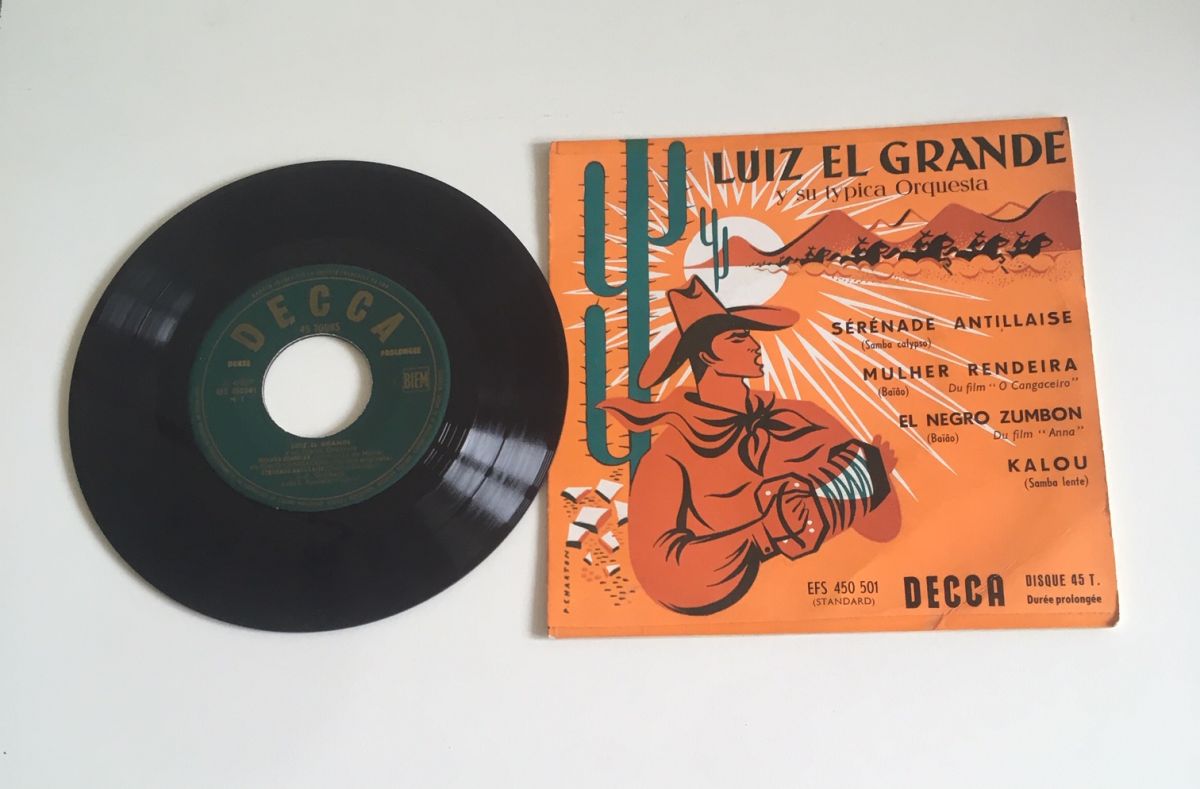 DECCA
45 TOURS
DUREE
PROLONGEE
BIEM
LUIZ EL GRANDE
LUIZ EL GRANDE
y su typica Orquesta
SÉRÉNADE ANTILLAISE
(Samba calypso)
MULHER RENDEIRA
(Baïão) Du film "O Cangaceiro"
EL NEGRO ZUMBON
(Baïão) Du film "Anna"
KALOU
(Samba lente)
P. CHARTON
EFS 450 501
(STANDARD)
DECCA
DISQUE 45 T.
Durée prolongée